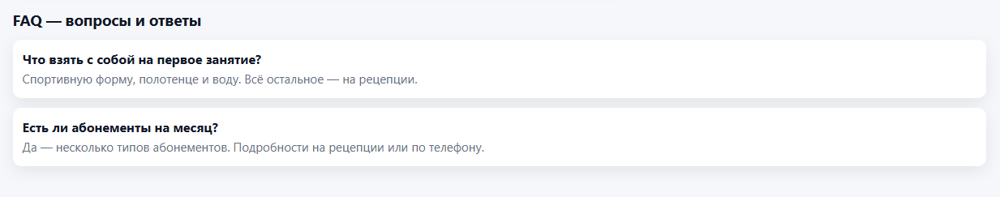 FAQ — вопросы и ответы
Что взять с собой на первое занятие?
Спортивную форму, полотенце и воду. Всё остальное — на рецепции.
Есть ли абонементы на месяц?
Да — несколько типов абонементов. Подробности на рецепции или по телефону.